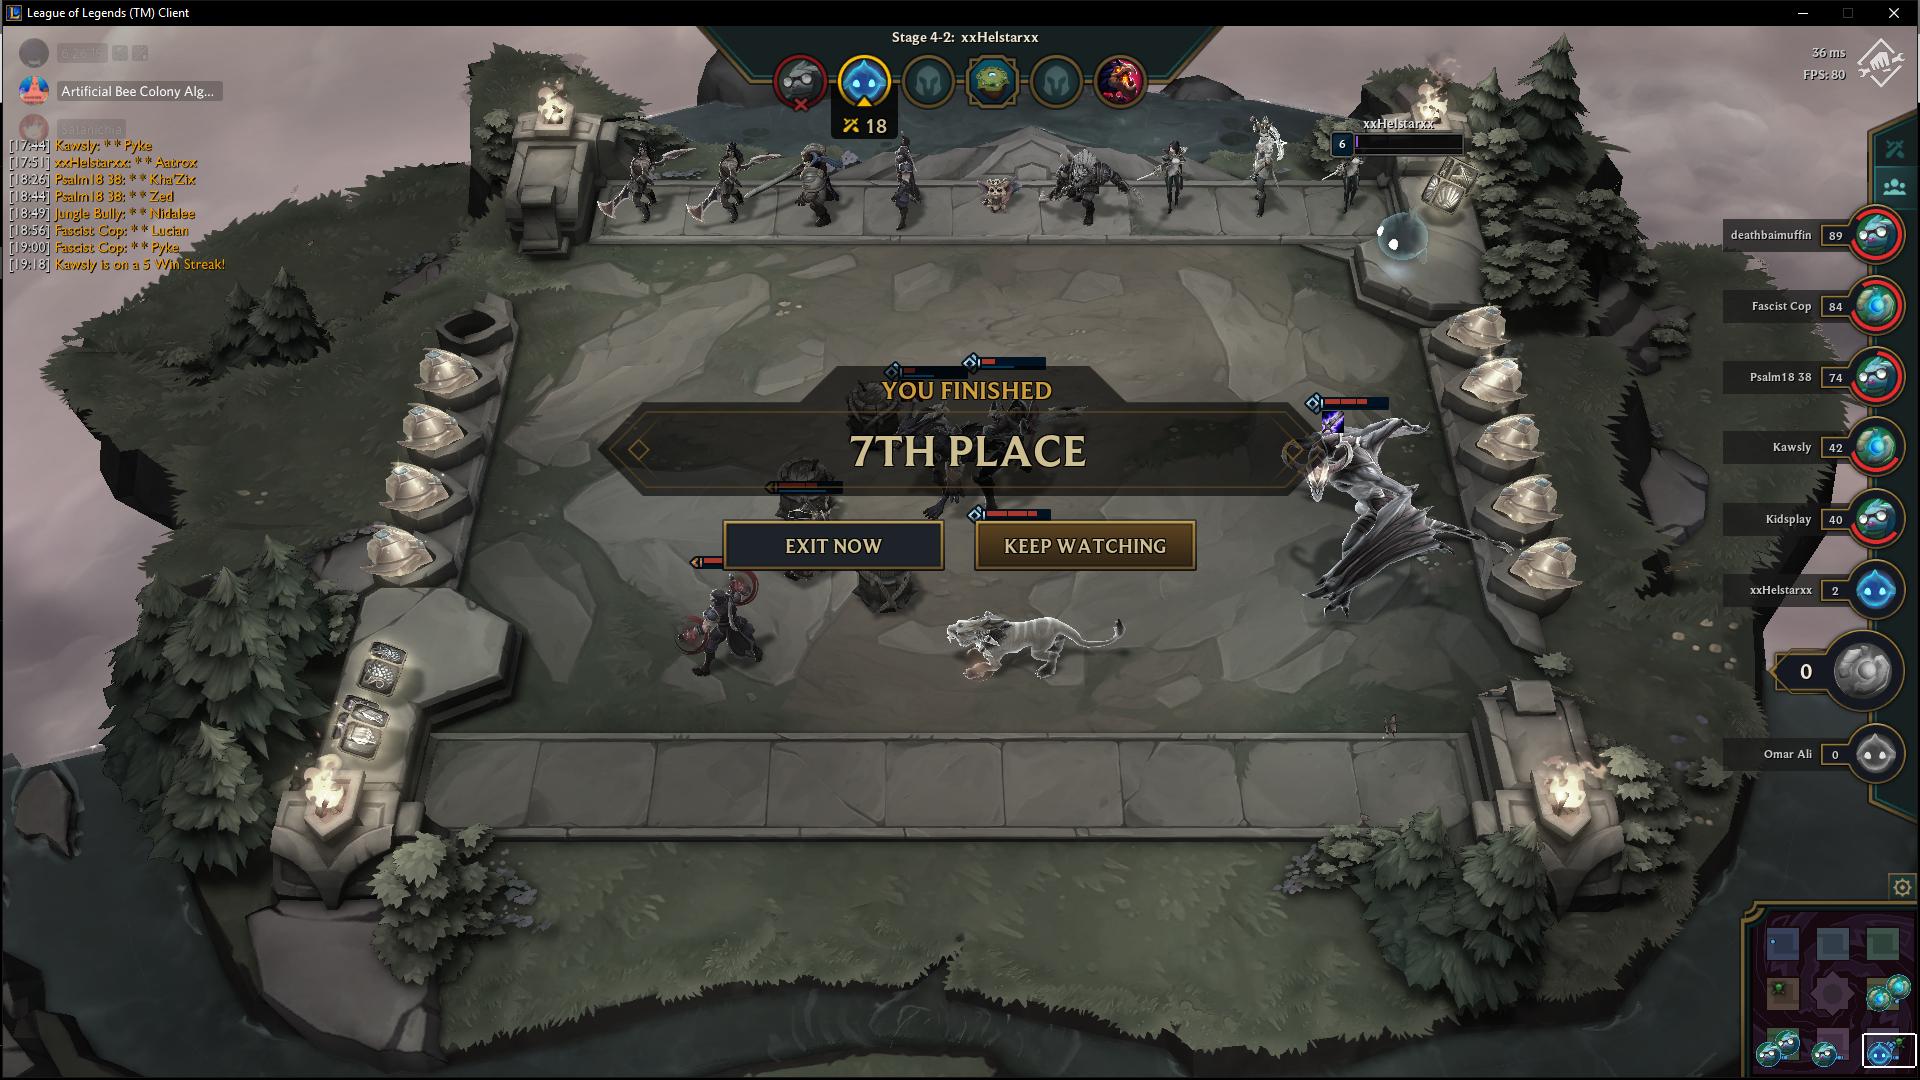 League of Legends (TM) Client
Stage 4-2: xxHelstarxx
36 ms
FPS: 80
Artificial Bee Colony Alg...
Satanichia
18
xxHelstarxx
6
[17:44] Kawsly: * * Pyke
[17:51] xxHelstarxx: * * Aatrox
[18:26] Psalm18 38: * * Kha'Zix
[18:44] Psalm18 38: * * Zed
[18:49] Jungle Bully: * * Nidalee
[18:56] Fascist Cop: * * Lucian
[19:00] Fascist Cop: * * Pyke
[19:18] Kawsly is on a 5 Win Streak!
deathbaimuffin 89
Fascist Cop 84
Psalm18 38 74
YOU FINISHED
7TH PLACE
Kawsly 42
Kidsplay 40
EXIT NOW
KEEP WATCHING
xxHelstarxx 2
0
Omar Ali 0